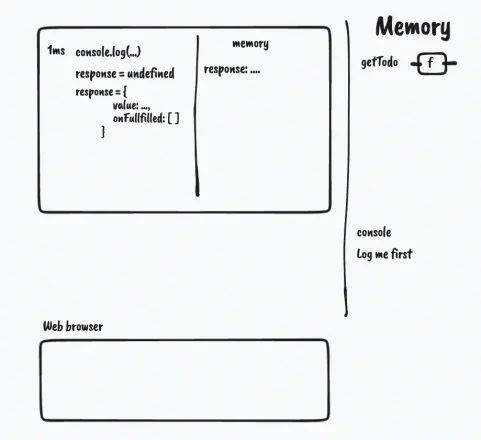 Memory
1ms console.log(...)
memory
getTodo f
response = undefined
response: ....
response = {
value: ...,
onFullfilled: [ ]
}
console
Log me first
Web browser